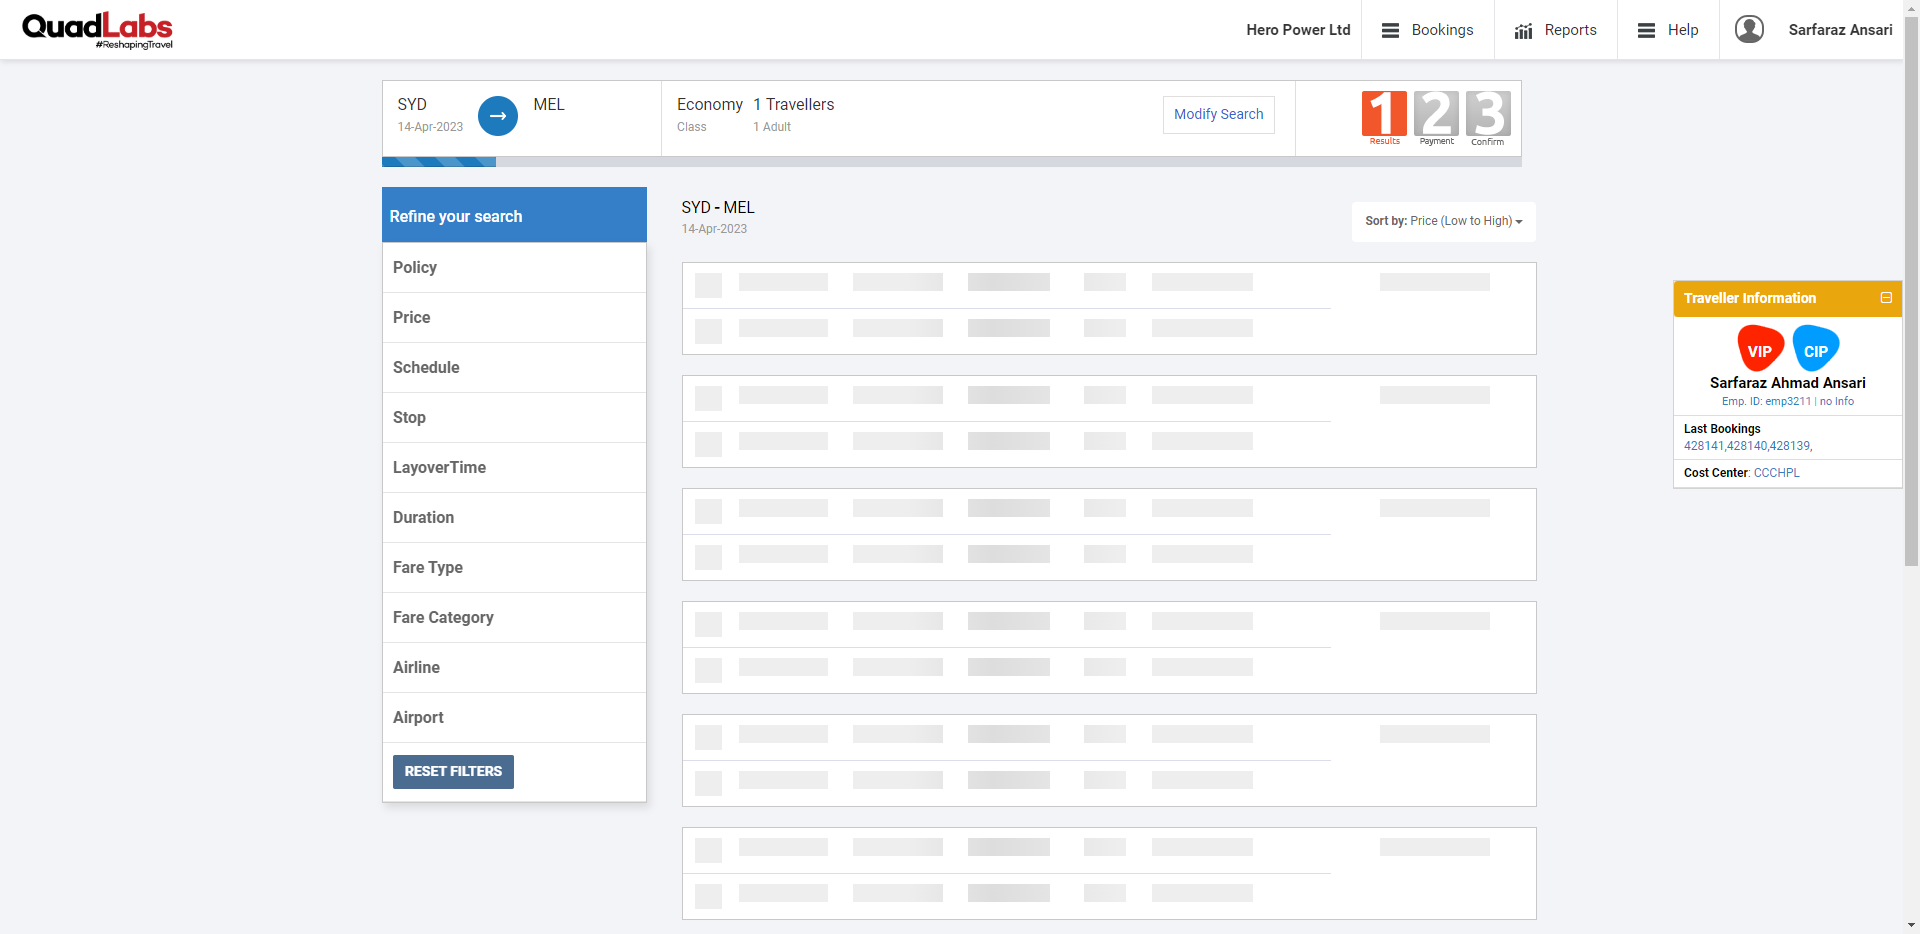 QuadLabs
#ReshapingTravel
Hero Power Ltd
Bookings
Reports
Help
Sarfaraz Ansari
SYD
14-Apr-2023
MEL
Economy
Class
1 Travellers
1 Adult
Modify Search
1
Results
2
Payment
3
Confirm
Refine your search
Policy
Price
Schedule
Stop
LayoverTime
Duration
Fare Type
Fare Category
Airline
Airport
RESET FILTERS
SYD - MEL
14-Apr-2023
Sort by: Price (Low to High)
Traveller Information
VIP
CIP
Sarfaraz Ahmad Ansari
Emp. ID: emp3211 | no Info
Last Bookings
428141,428140,428139,
Cost Center: CCCHPL